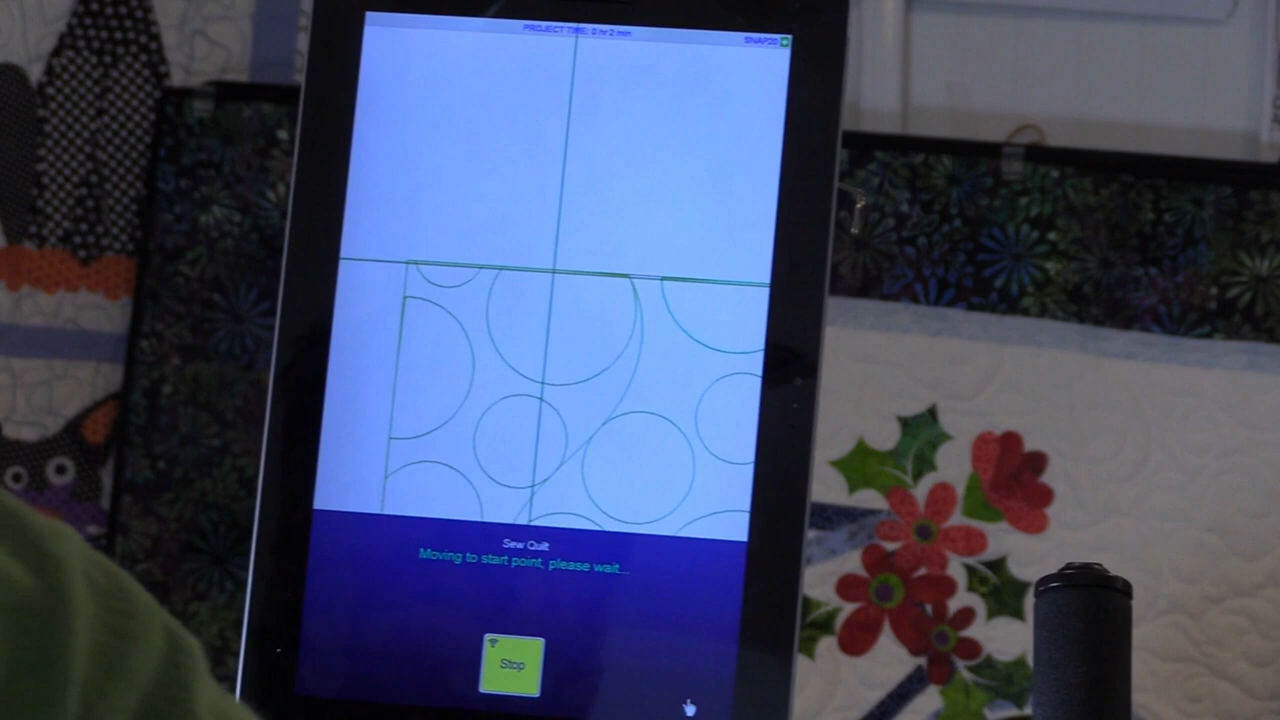 PROJECT TIME: 0 hr 2 min
SNAP20
Sew Quilt
Moving to start point, please wait...
Stop